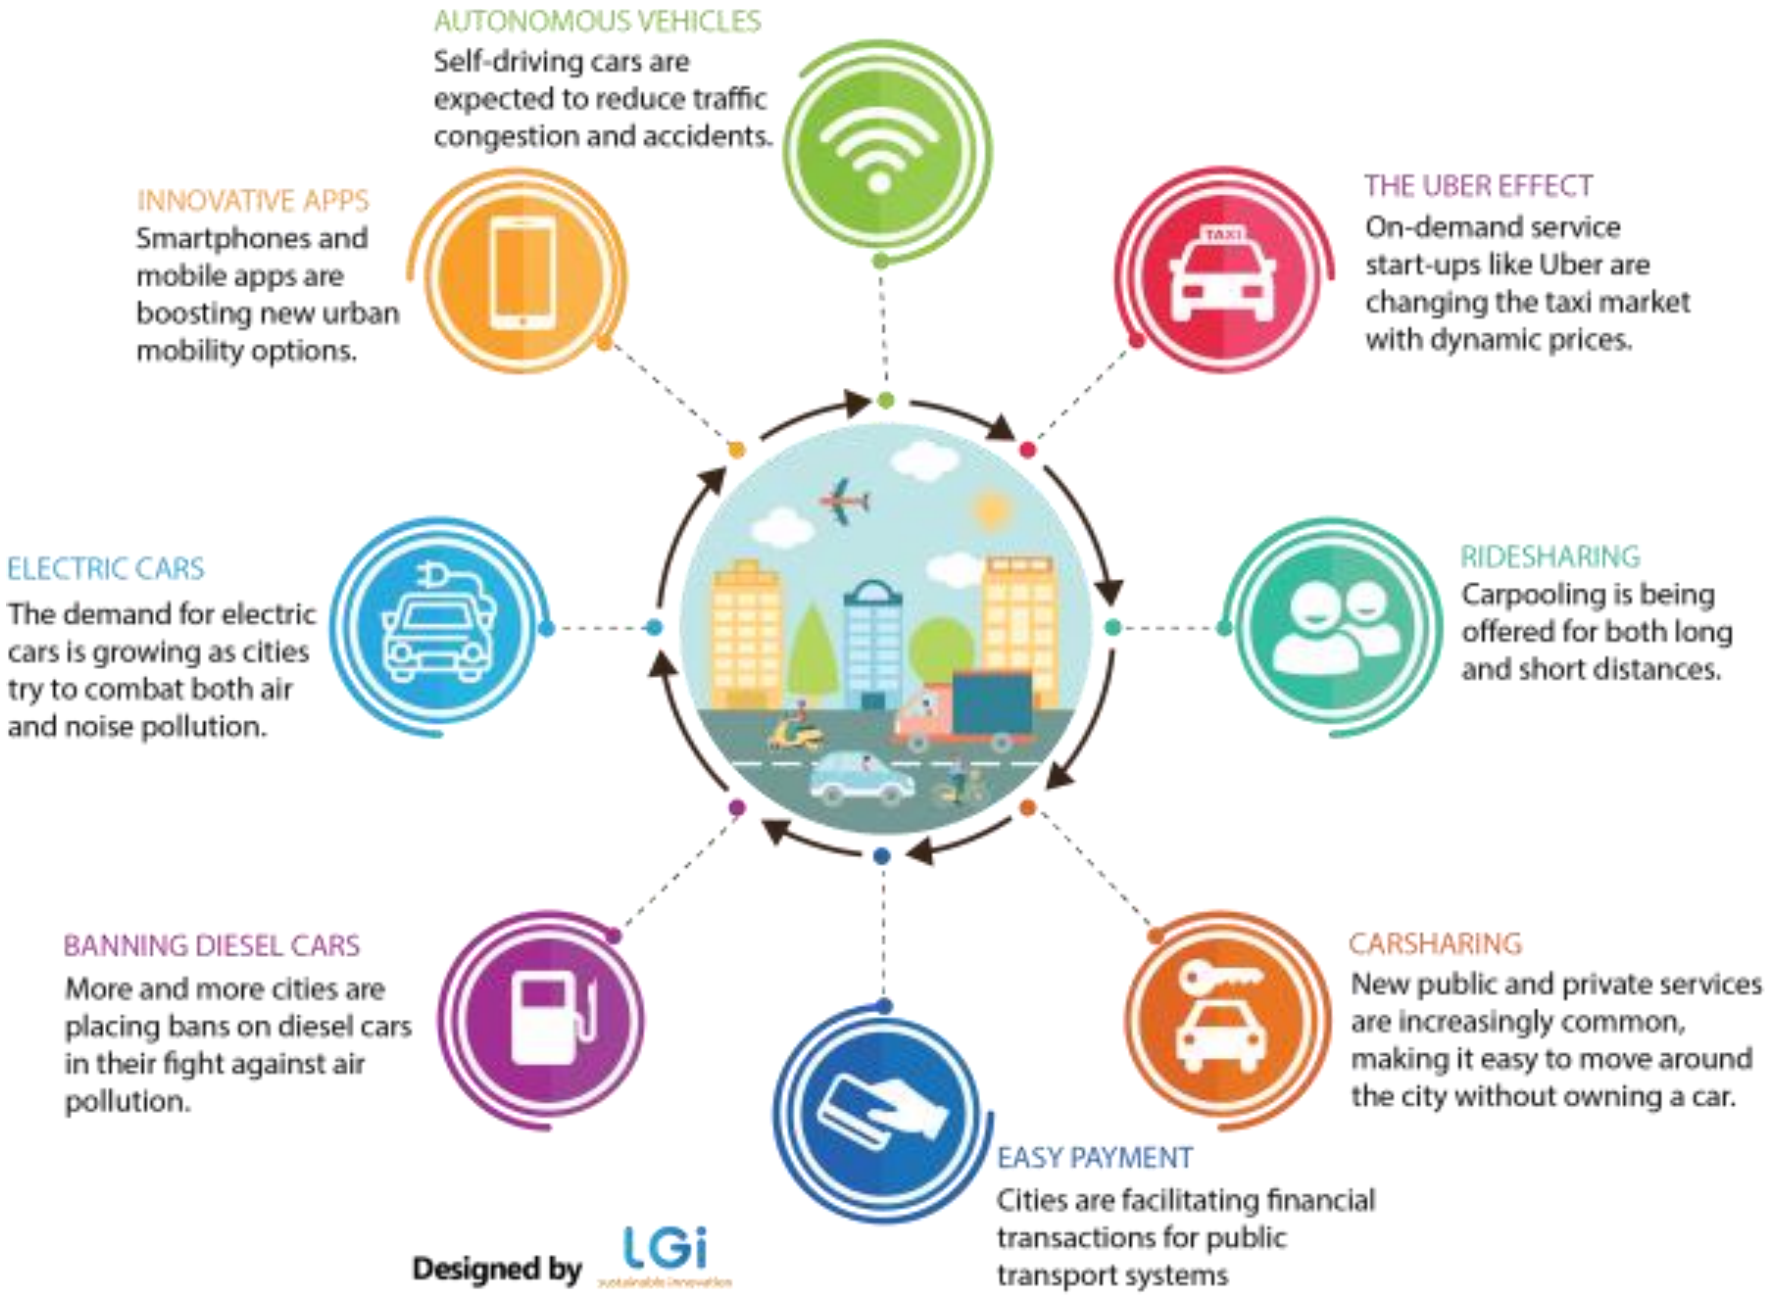 AUTONOMOUS VEHICLES
Self-driving cars are
expected to reduce traffic
congestion and accidents.
THE UBER EFFECT
On-demand service
start-ups like Uber are
changing the taxi market
with dynamic prices.
TAXI
RIDESHARING
Carpooling is being
offered for both long
and short distances.
CARSHARING
New public and private services
are increasingly common,
making it easy to move around
the city without owning a car.
EASY PAYMENT
Cities are facilitating financial
transactions for public
transport systems
BANNING DIESEL CARS
More and more cities are
placing bans on diesel cars
in their fight against air
pollution.
ELECTRIC CARS
The demand for electric
cars is growing as cities
try to combat both air
and noise pollution.
INNOVATIVE APPS
Smartphones and
mobile apps are
boosting new urban
mobility options.
Designed by
LGi
sustainable innovation